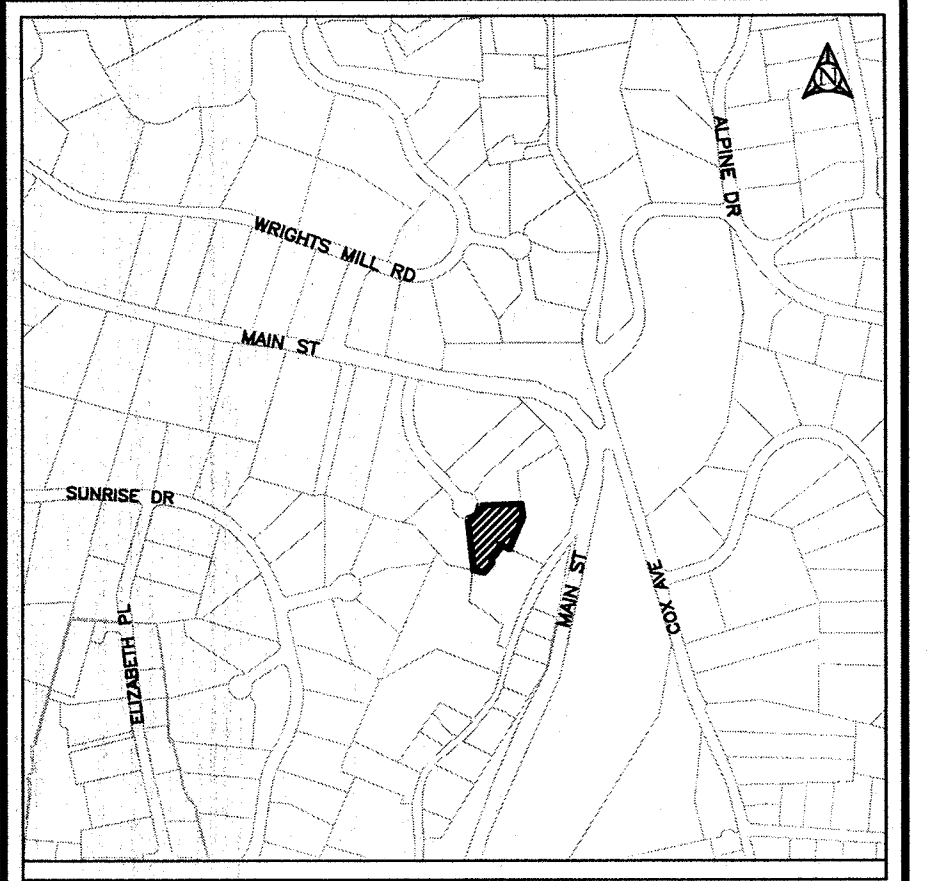 N
ALPINE DR
WRIGHTS MILL RD
MAIN ST
SUNRISE DR
MAIN ST
COX AVE
ELIZABETH PL